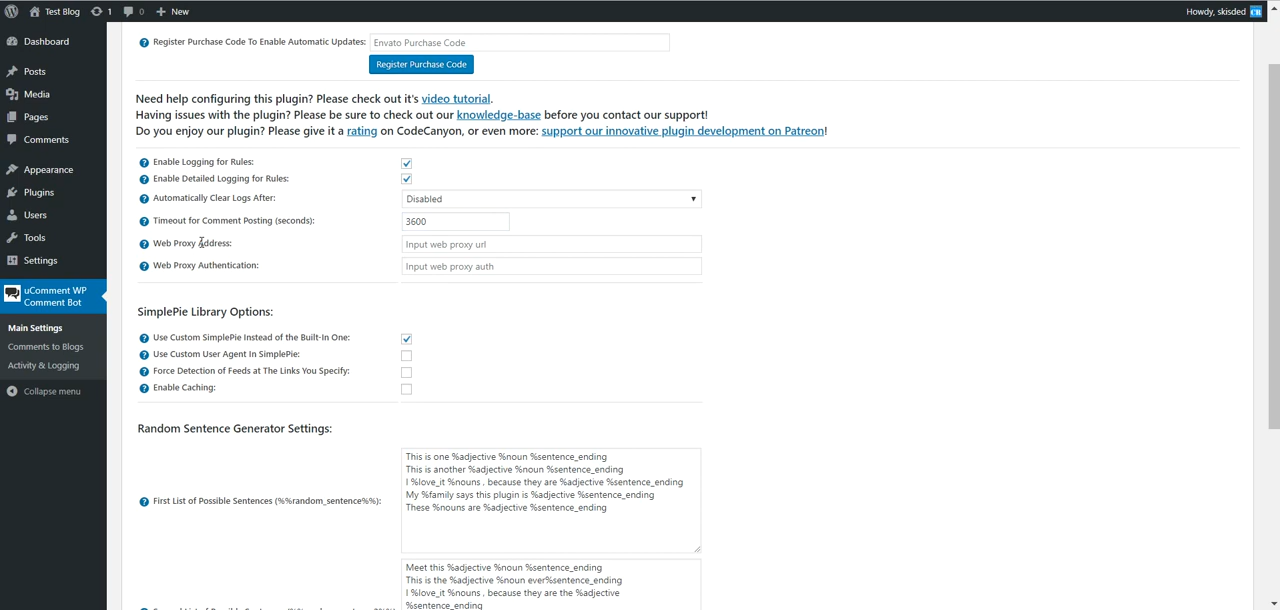 Test Blog
1
0
New
Howdy, skisded
CR
Dashboard
Posts
Media
Pages
Comments
Appearance
Plugins
Users
Tools
Settings
uComment WP
Comment Bot
Main Settings
Comments to Blogs
Activity & Logging
Collapse menu
Register Purchase Code To Enable Automatic Updates:
Envato Purchase Code
Register Purchase Code
Need help configuring this plugin? Please check out it's video tutorial.
Having issues with the plugin? Please be sure to check out our knowledge-base before you contact our support!
Do you enjoy our plugin? Please give it a rating on CodeCanyon, or even more: support our innovative plugin development on Patreon!
Enable Logging for Rules:
Enable Detailed Logging for Rules:
Automatically Clear Logs After:
Disabled
Timeout for Comment Posting (seconds):
3600
Web Proxy Address:
Input web proxy url
Web Proxy Authentication:
Input web proxy auth
SimplePie Library Options:
Use Custom SimplePie Instead of the Built-In One:
Use Custom User Agent In SimplePie:
Force Detection of Feeds at The Links You Specify:
Enable Caching:
Random Sentence Generator Settings:
First List of Possible Sentences (%%random_sentence%%):
This is one %adjective %noun %sentence_ending
This is another %adjective %noun %sentence_ending
I %love_it %nouns , because they are %adjective %sentence_ending
My %family says this plugin is %adjective %sentence_ending
These %nouns are %adjective %sentence_ending
Meet this %adjective %noun %sentence_ending
This is the %adjective %noun ever%sentence_ending
I %love_it %nouns , because they are the %adjective
%sentence_ending